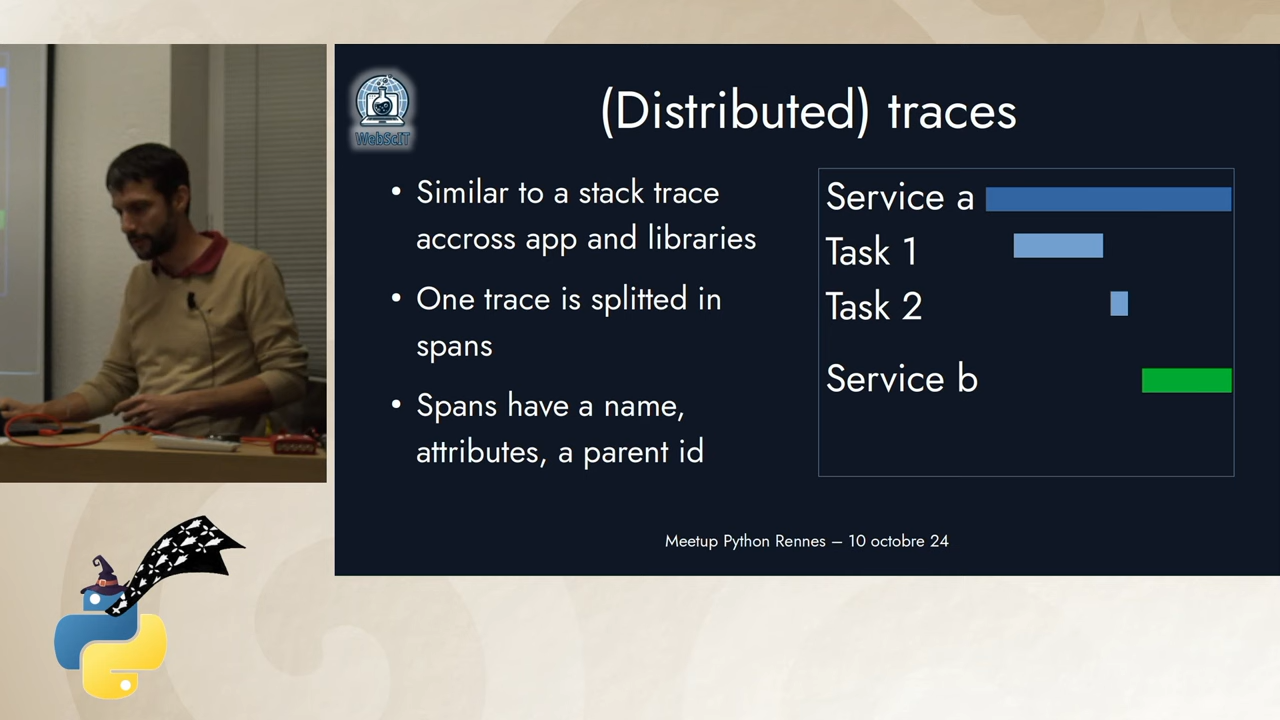 WebScIT
(Distributed) traces
• Similar to a stack trace
accross app and libraries
• One trace is splitted in
spans
• Spans have a name,
attributes, a parent id
Service a
Task 1
Task 2
Service b
Meetup Python Rennes – 10 octobre 24